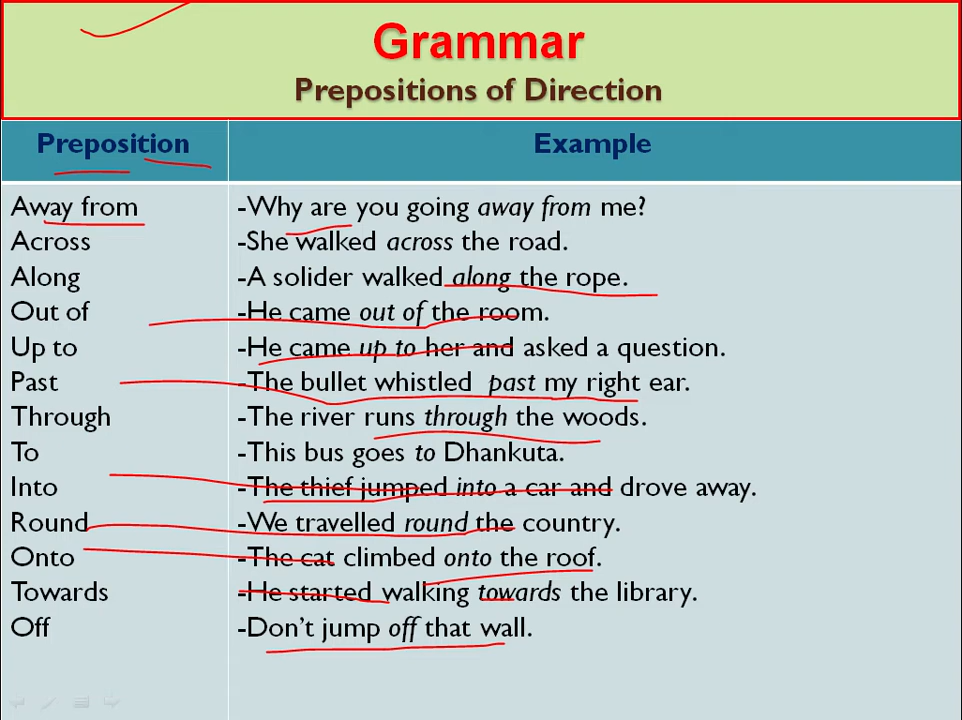 Grammar
Prepositions of Direction
Preposition Example
Away from -Why are you going away from me?
Across -She walked across the road.
Along -A solider walked along the rope.
Out of -He came out of the room.
Up to -He came up to her and asked a question.
Past -The bullet whistled past my right ear.
Through -The river runs through the woods.
To -This bus goes to Dhankuta.
Into -The thief jumped into a car and drove away.
Round -We travelled round the country.
Onto -The cat climbed onto the roof.
Towards -He started walking towards the library.
Off -Don't jump off that wall.